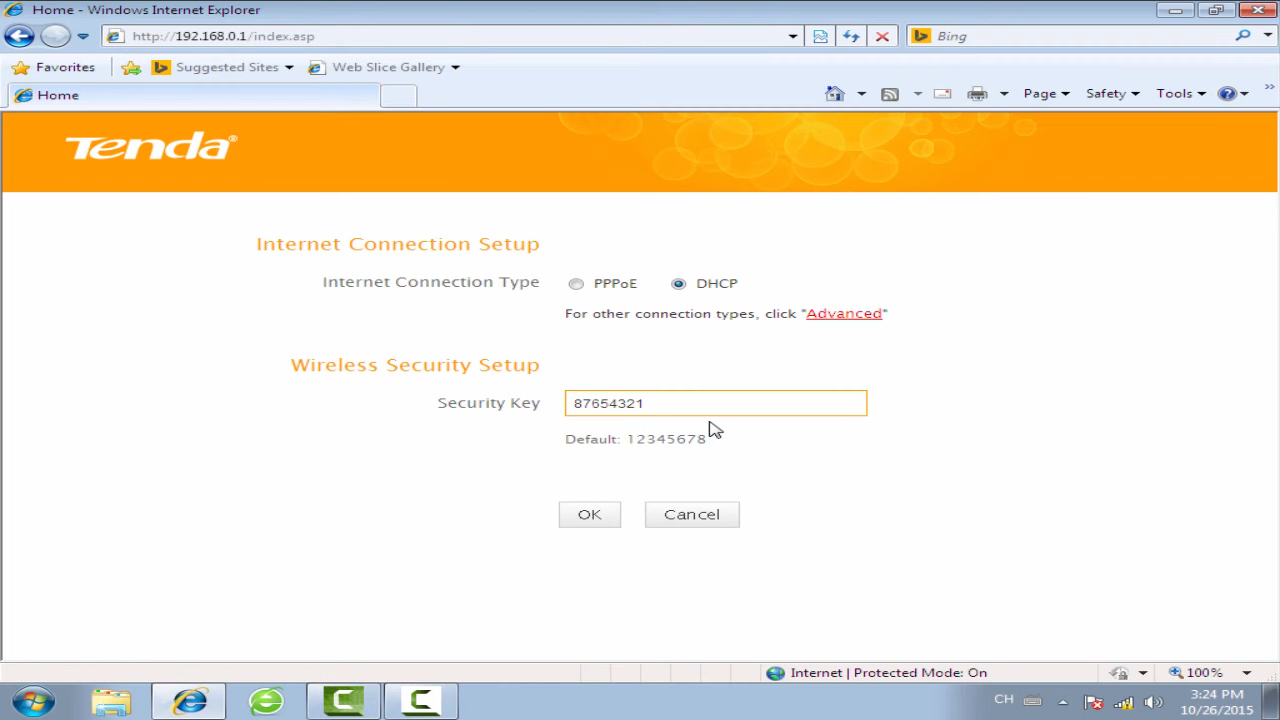 Home - Windows Internet Explorer
http://192.168.0.1/index.asp
Bing
Favorites Suggested Sites Web Slice Gallery
Home Page Safety Tools
Tenda®
Internet Connection Setup
Internet Connection Type PPPoE DHCP
For other connection types, click "Advanced"
Wireless Security Setup
Security Key 87654321
Default: 12345678
OK Cancel
Internet | Protected Mode: On 100%
CH 3:24 PM
10/26/2015